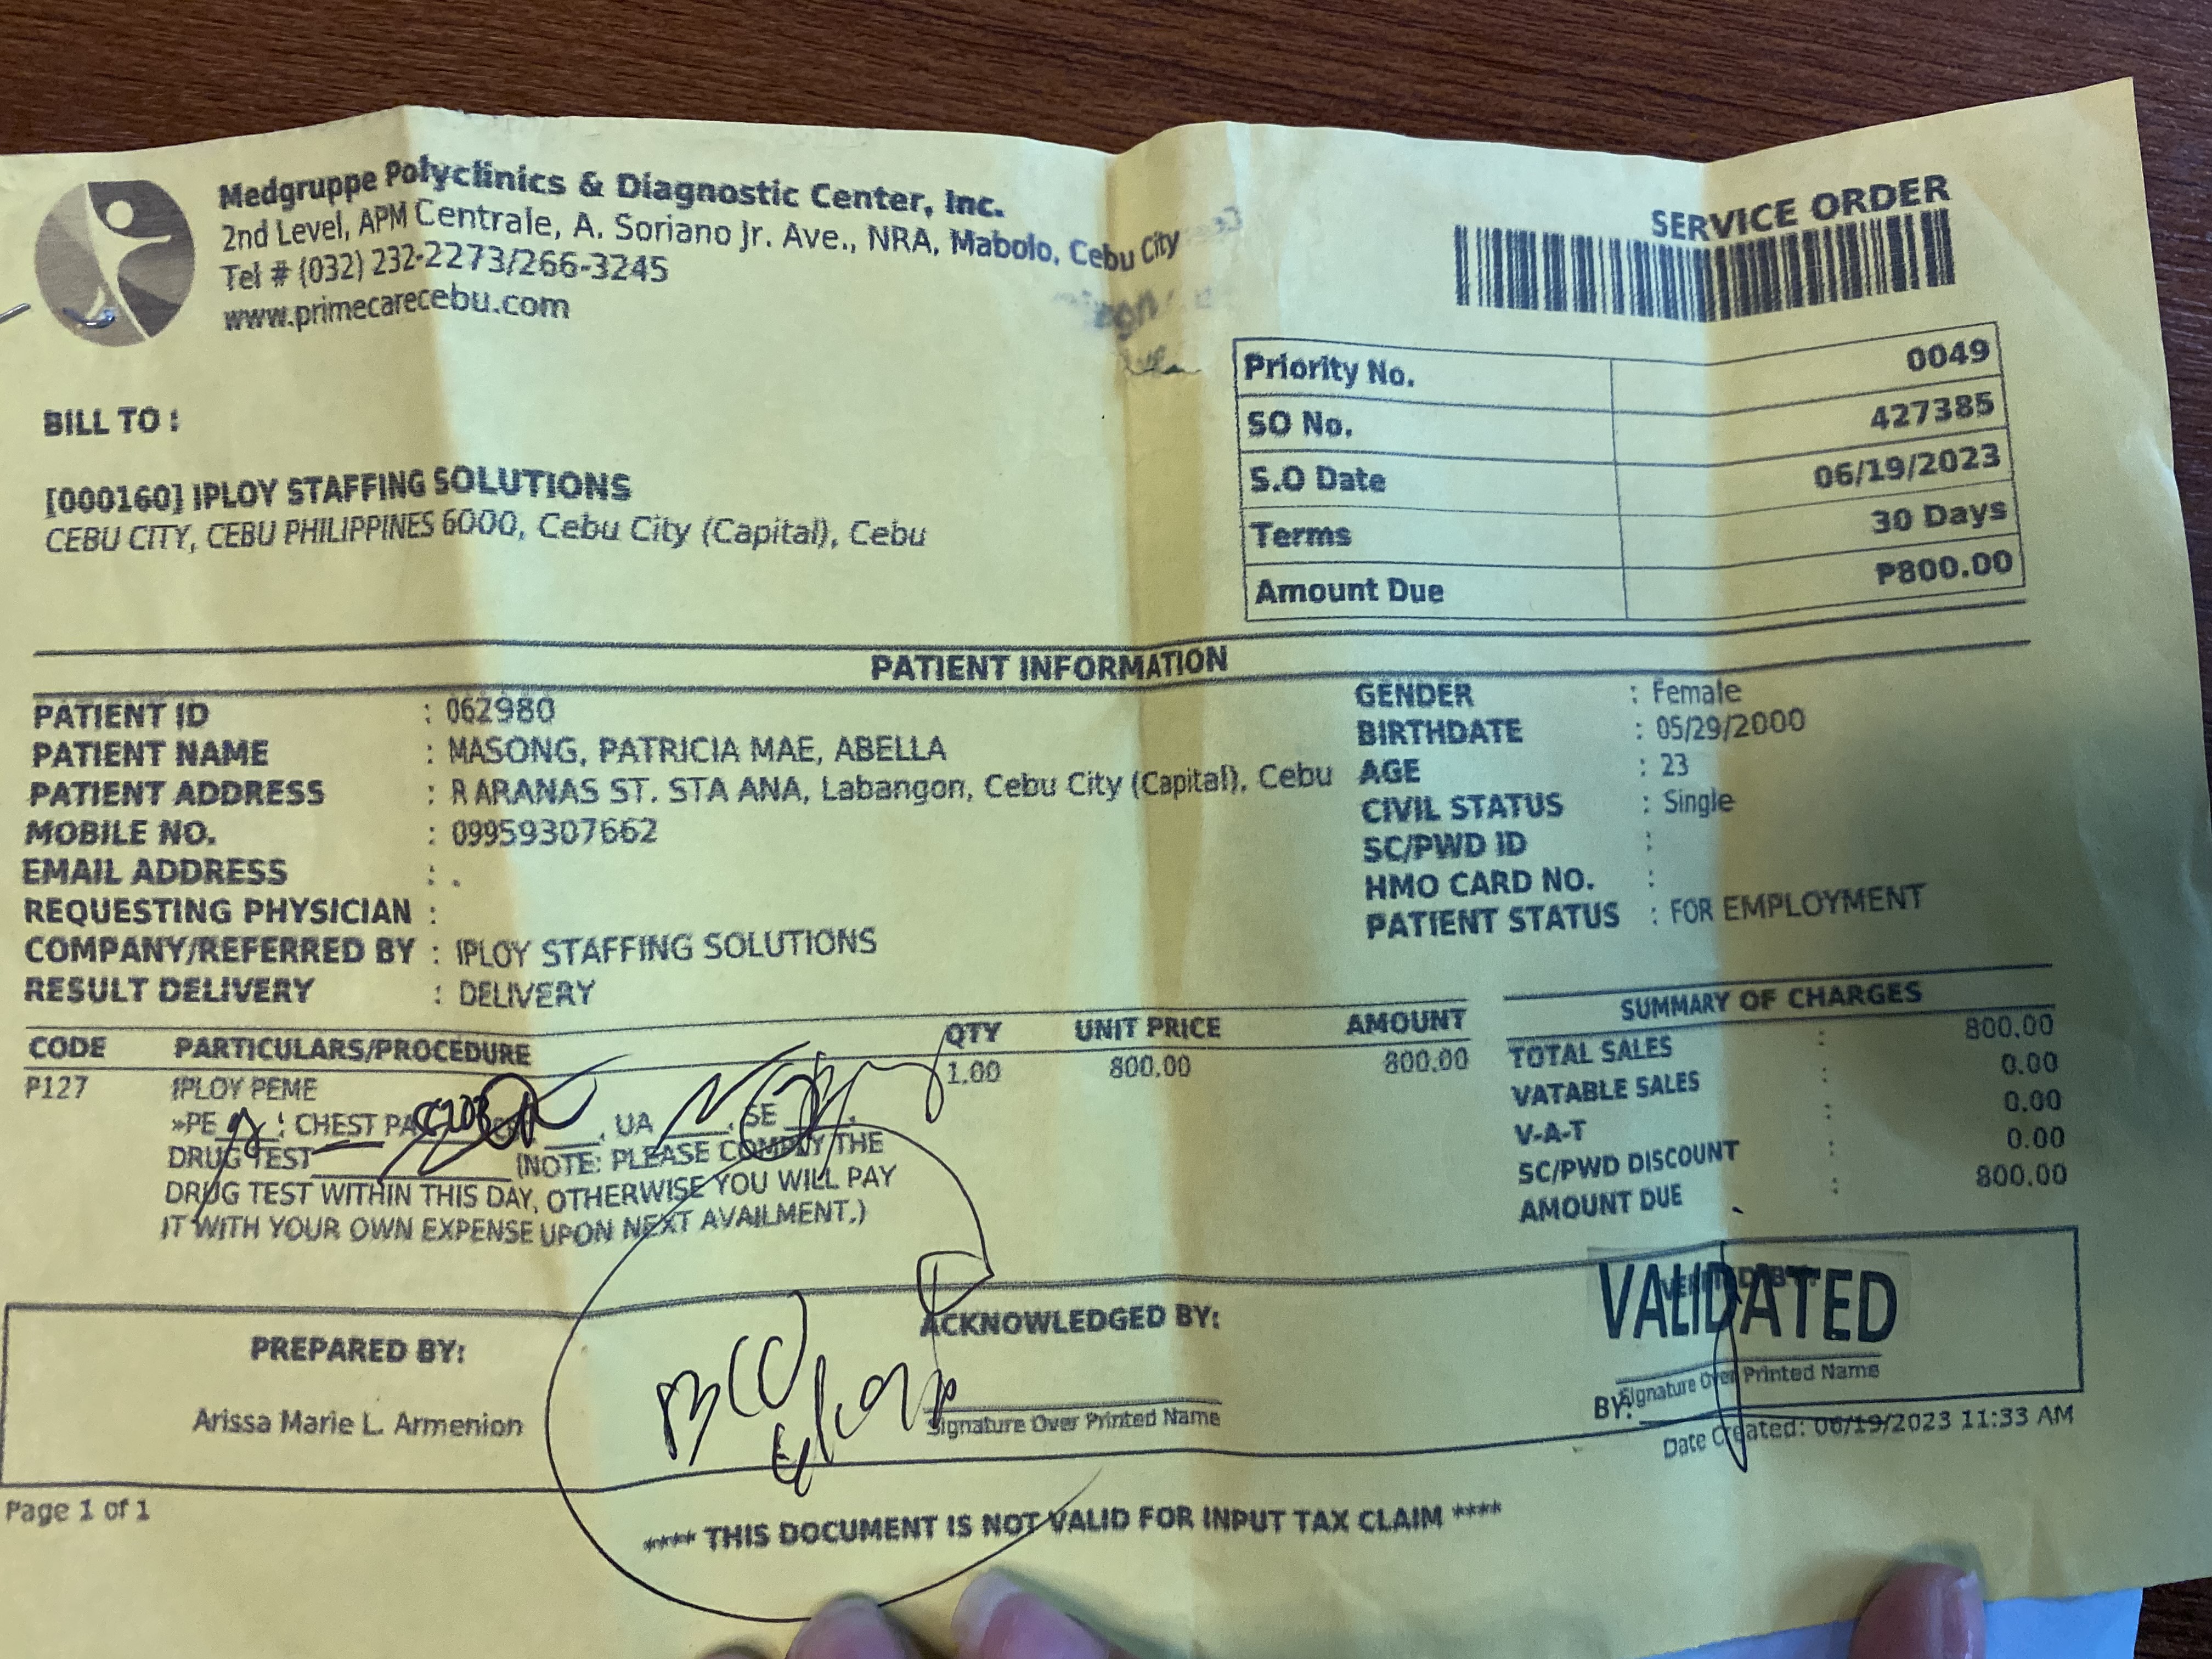 Medgruppe Polyclinics & Diagnostic Center, Inc.
2nd Level, APM Centrale, A. Soriano Jr. Ave., NRA, Mabolo, Cebu City
Tel # (032) 232-2273/266-3245
www.primecarecebu.com
SERVICE ORDER
Priority No. 0049
SO No. 427385
S.O Date 06/19/2023
Terms 30 Days
Amount Due ₱800.00
BILL TO :
[000160] IPLOY STAFFING SOLUTIONS
CEBU CITY, CEBU PHILIPPINES 6000, Cebu City (Capital), Cebu
PATIENT INFORMATION
PATIENT ID : 062980
PATIENT NAME : MASONG, PATRICIA MAE, ABELLA
PATIENT ADDRESS : R ARANAS ST. STA ANA, Labangon, Cebu City (Capital), Cebu
MOBILE NO. : 09959307662
EMAIL ADDRESS : .
REQUESTING PHYSICIAN :
COMPANY/REFERRED BY : IPLOY STAFFING SOLUTIONS
RESULT DELIVERY : DELIVERY
GENDER : Female
BIRTHDATE : 05/29/2000
AGE : 23
CIVIL STATUS : Single
SC/PWD ID :
HMO CARD NO. :
PATIENT STATUS : FOR EMPLOYMENT
CODE PARTICULARS/PROCEDURE QTY UNIT PRICE AMOUNT
P127 IPLOY PEME 1.00 800.00 800.00
»PE ; CHEST PA , UA , SE ,
DRUG TEST (NOTE: PLEASE COMPLY THE
DRUG TEST WITHIN THIS DAY, OTHERWISE YOU WILL PAY
IT WITH YOUR OWN EXPENSE UPON NEXT AVAILMENT.)
SUMMARY OF CHARGES
TOTAL SALES : 800.00
VATABLE SALES : 0.00
V-A-T : 0.00
SC/PWD DISCOUNT : 0.00
AMOUNT DUE : 800.00
PREPARED BY:
Arissa Marie L. Armenion
ACKNOWLEDGED BY:
Signature Over Printed Name
VALIDATED
Signature Over Printed Name
BY:
Date Created: 06/19/2023 11:33 AM
Page 1 of 1
**** THIS DOCUMENT IS NOT VALID FOR INPUT TAX CLAIM ****